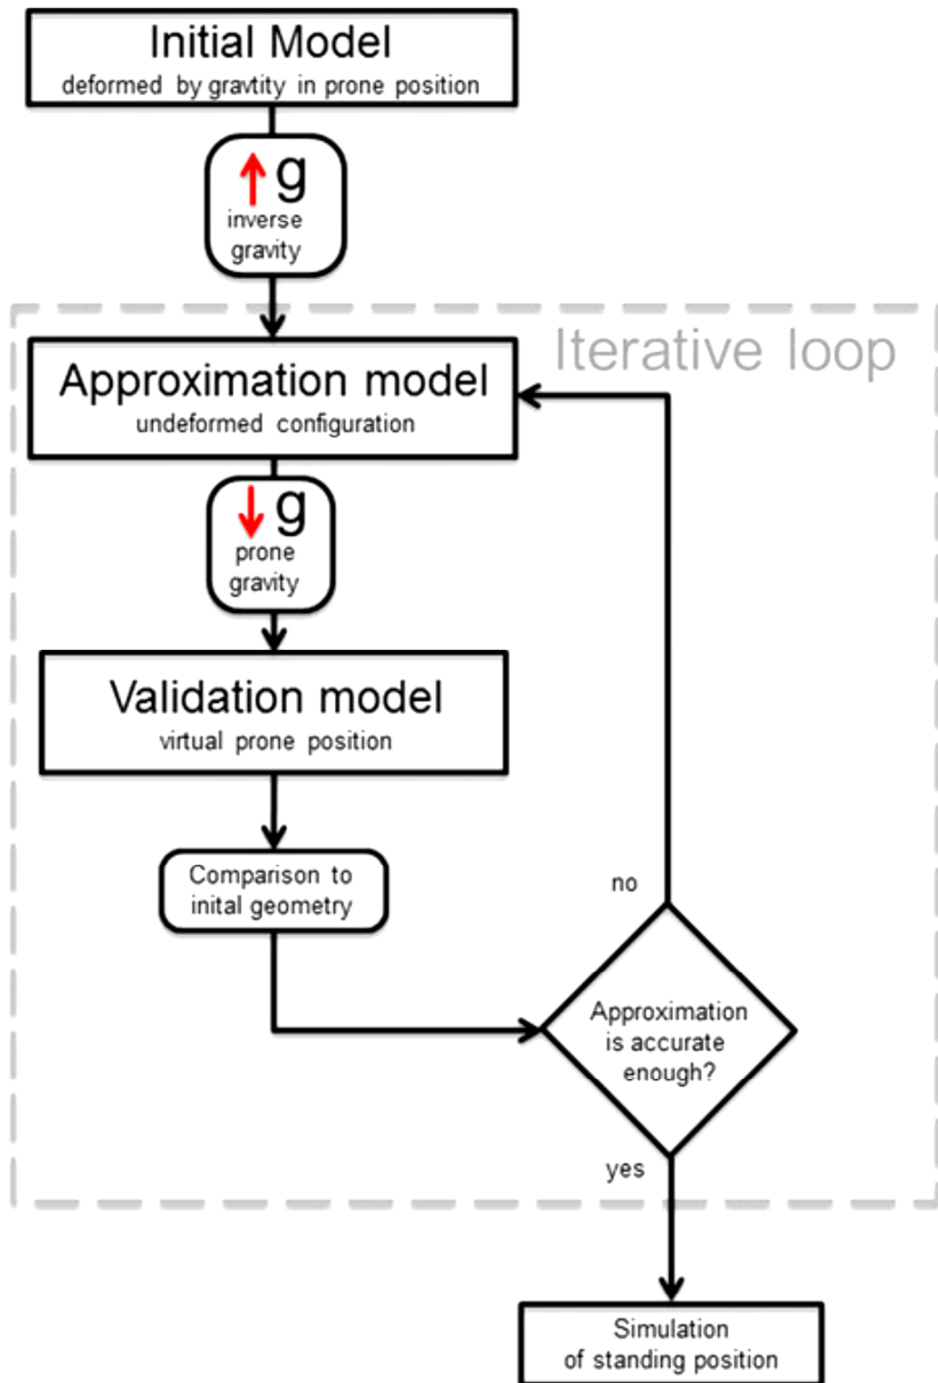 Initial Model
deformed by gravtity in prone position
g
inverse
gravity
Iterative loop
Approximation model
undeformed configuration
g
prone
gravity
Validation model
virtual prone position
Comparison to
inital geometry
no
Approximation
is accurate
enough?
yes
Simulation
of standing position